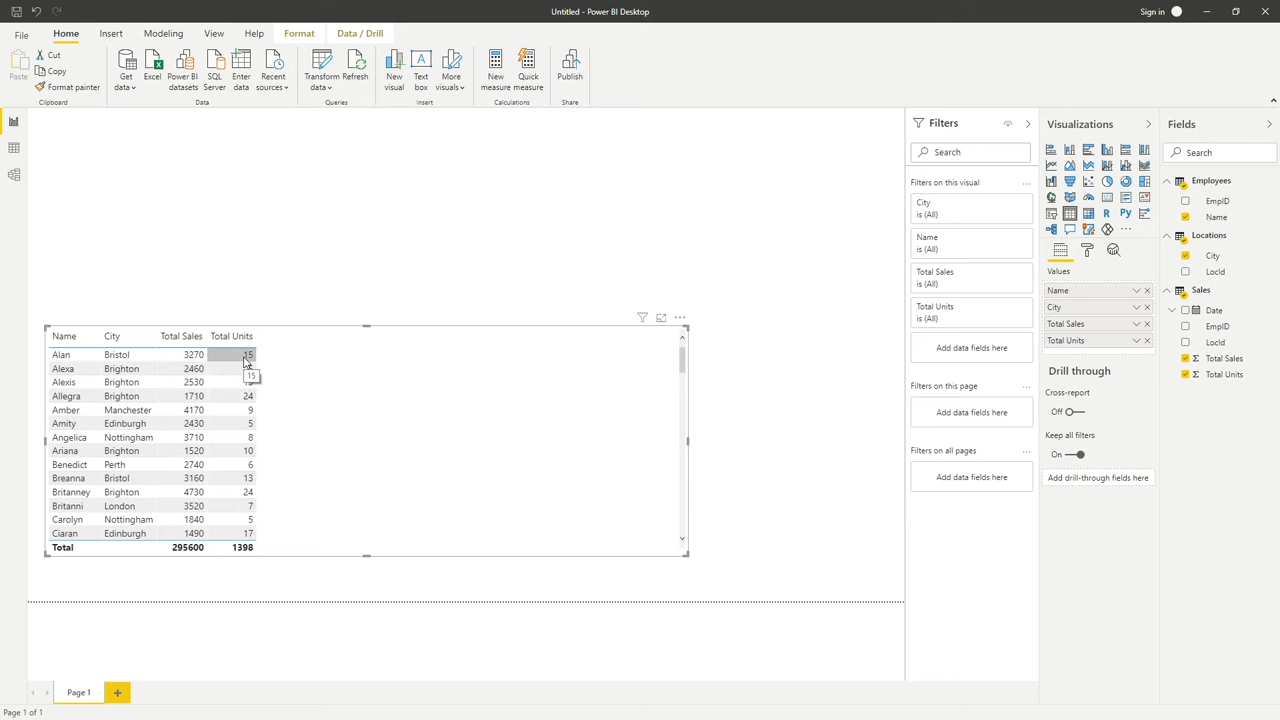 Untitled - Power BI Desktop
Sign in
File Home Insert Modeling View Help Format Data / Drill
Paste
Cut
Copy
Format painter
Clipboard
Get data
Excel
Power BI datasets
SQL Server
Enter data
Recent sources
Data
Transform data
Refresh
Queries
New visual
Text box
More visuals
Insert
New measure
Quick measure
Calculations
Publish
Share
Name City Total Sales Total Units
Alan Bristol 3270 15
Alexa Brighton 2460
Alexis Brighton 2530
Allegra Brighton 1710 24
Amber Manchester 4170 9
Amity Edinburgh 2430 5
Angelica Nottingham 3710 8
Ariana Brighton 1520 10
Benedict Perth 2740 6
Breanna Bristol 3160 13
Britanney Brighton 4730 24
Britanni London 3520 7
Carolyn Nottingham 1840 5
Ciaran Edinburgh 1490 17
Total 295600 1398
15
Filters
Search
Filters on this visual
City
is (All)
Name
is (All)
Total Sales
is (All)
Total Units
is (All)
Add data fields here
Filters on this page
Add data fields here
Filters on all pages
Add data fields here
Visualizations
R Py
Values
Name
City
Total Sales
Total Units
Drill through
Cross-report
Off
Keep all filters
On
Add drill-through fields here
Fields
Search
Employees
EmpID
Name
Locations
City
LocId
Sales
Date
EmpID
LocId
Σ Total Sales
Σ Total Units
Page 1
Page 1 of 1